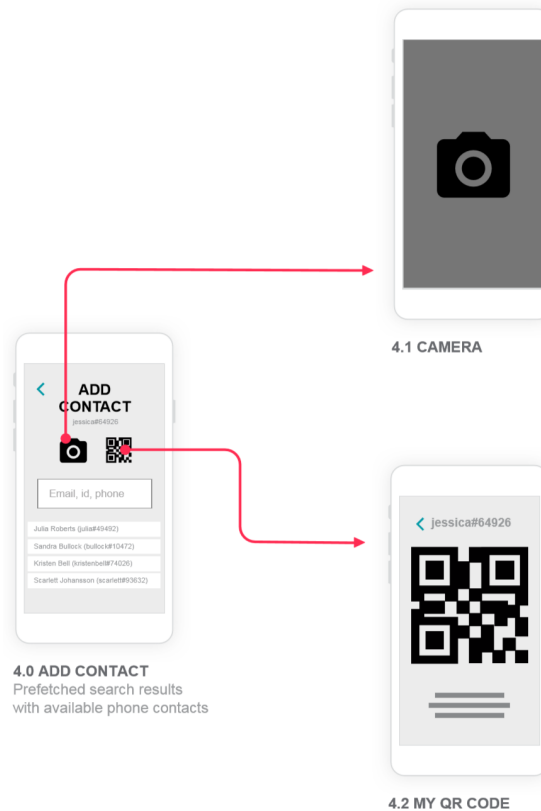 4.1 CAMERA
ADD
CONTACT
jessica#64926
Email, id, phone
Julia Roberts (julia#49492)
Sandra Bullock (bullock#10472)
Kristen Bell (kristenbell#74026)
Scarlett Johansson (scarlett#93632)
4.0 ADD CONTACT
Prefetched search results
with available phone contacts
jessica#64926
4.2 MY QR CODE